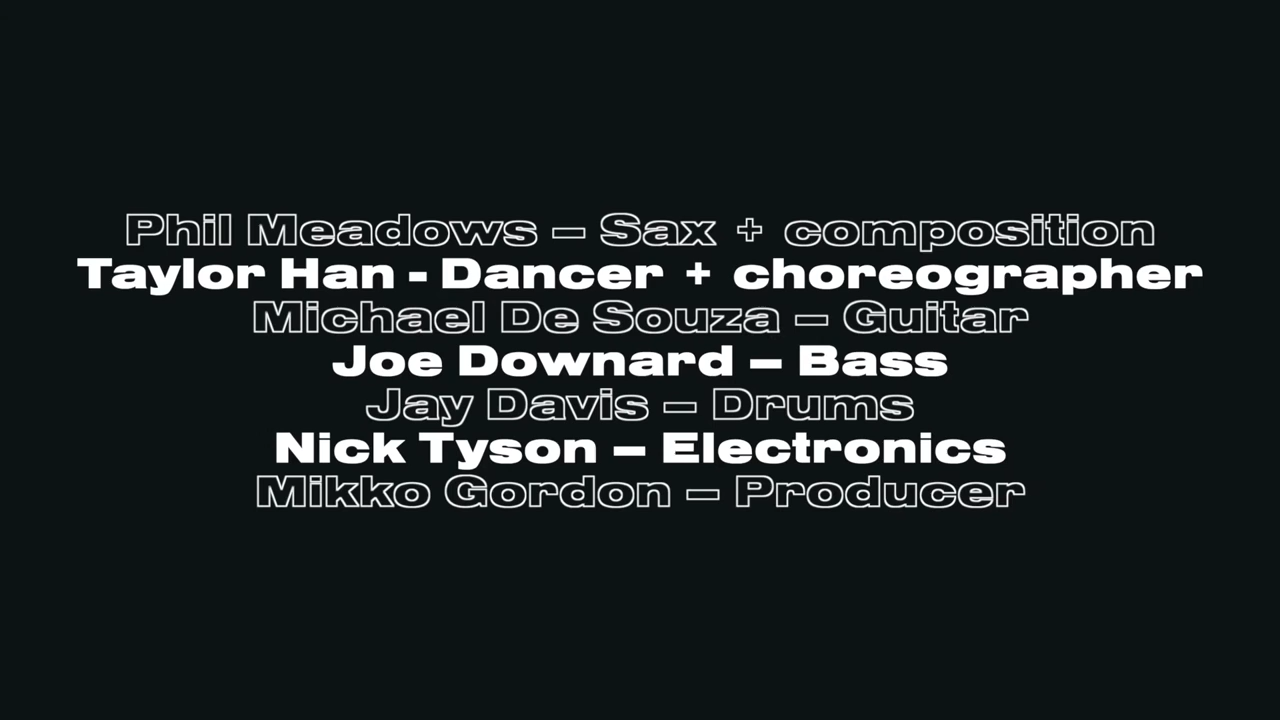 Phil Meadows – Sax + composition
Taylor Han - Dancer + choreographer
Michael De Souza – Guitar
Joe Downard – Bass
Jay Davis – Drums
Nick Tyson – Electronics
Mikko Gordon – Producer